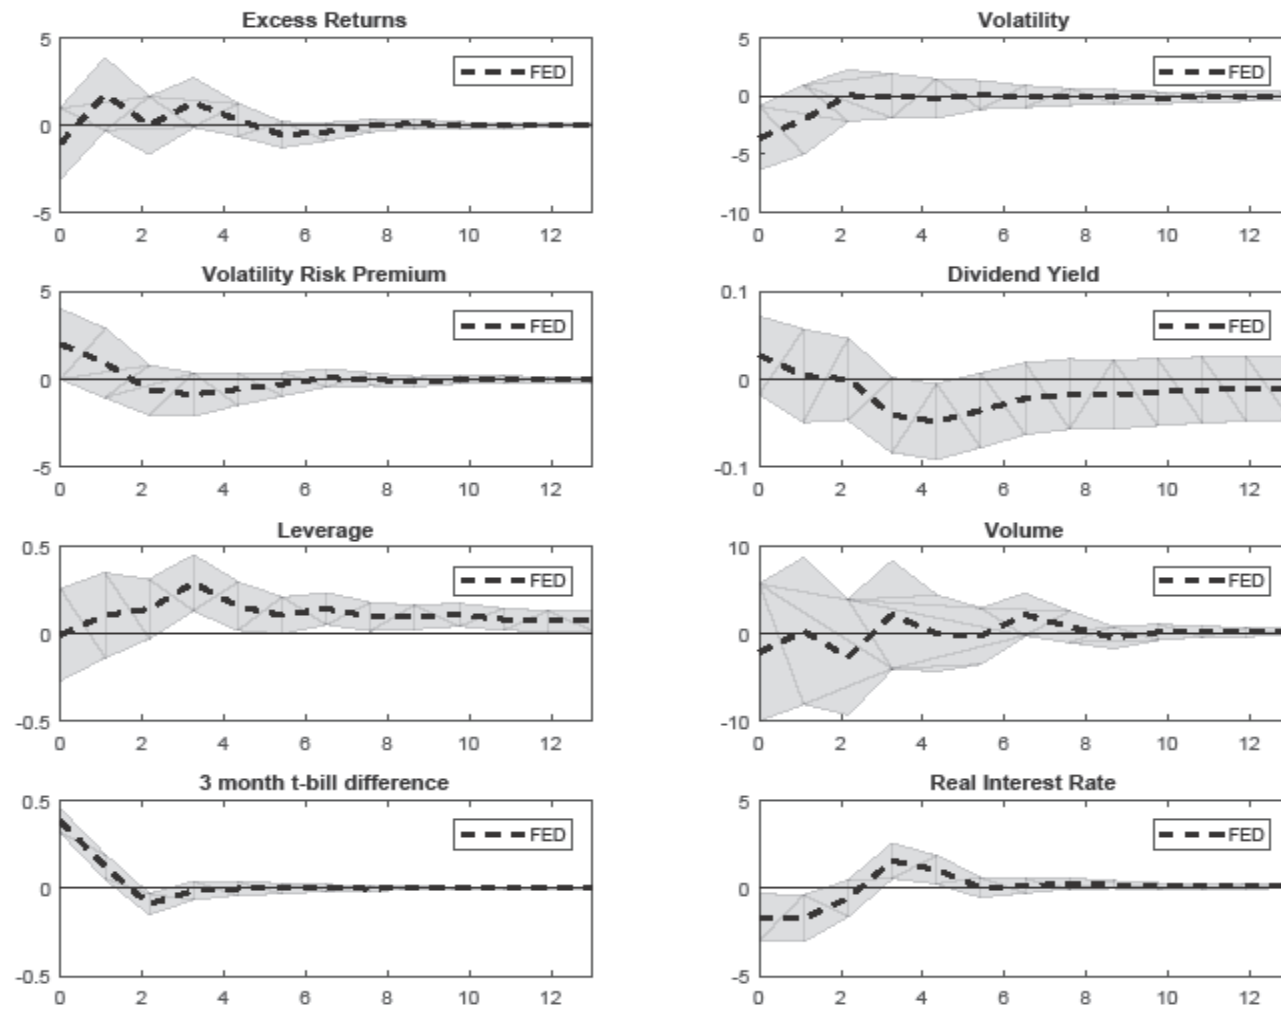 Excess Returns
5
FED
0
-5
0 2 4 6 8 10 12
Volatility
5
FED
0
-5
-10
0 2 4 6 8 10 12
Volatility Risk Premium
5
FED
0
-5
0 2 4 6 8 10 12
Dividend Yield
0.1
FED
0
-0.1
0 2 4 6 8 10 12
Leverage
0.5
FED
0
-0.5
0 2 4 6 8 10 12
Volume
10
FED
0
-10
0 2 4 6 8 10 12
3 month t-bill difference
0.5
FED
0
-0.5
0 2 4 6 8 10 12
Real Interest Rate
5
FED
0
-5
0 2 4 6 8 10 12